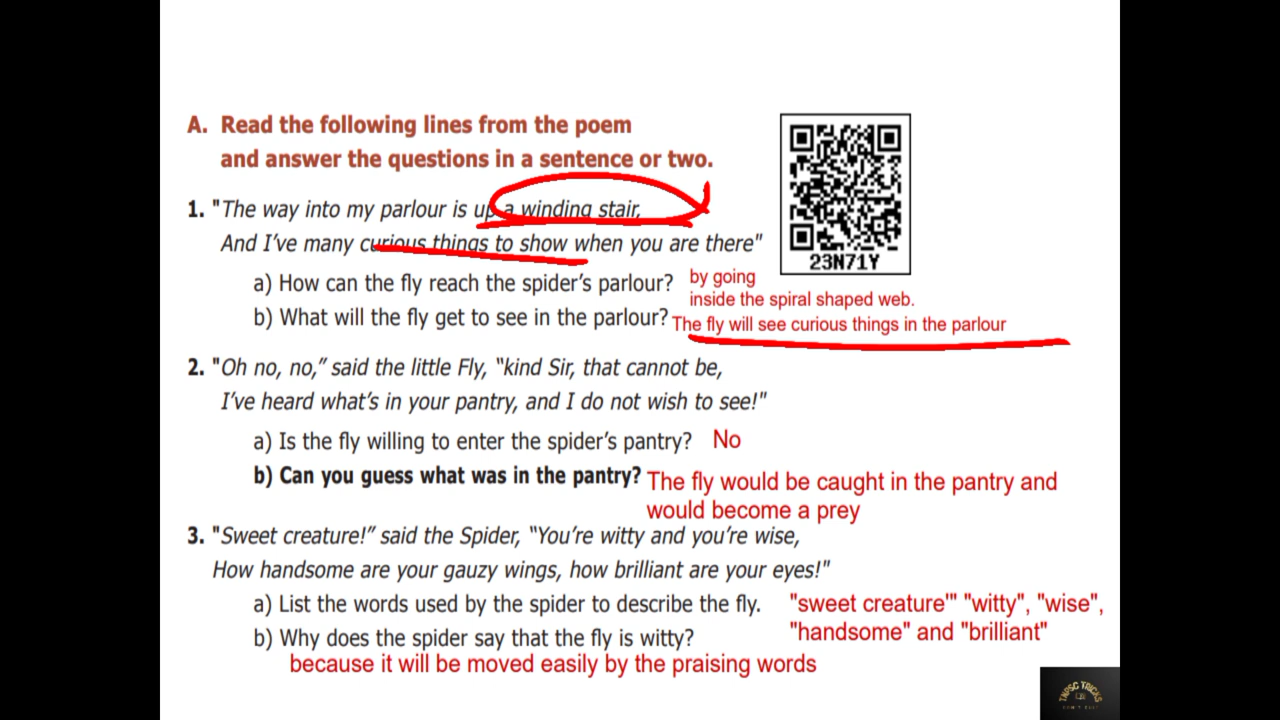 A. Read the following lines from the poem
and answer the questions in a sentence or two.
1. "The way into my parlour is up a winding stair,
And I've many curious things to show when you are there"
23N71Y
a) How can the fly reach the spider's parlour? by going
inside the spiral shaped web.
b) What will the fly get to see in the parlour? The fly will see curious things in the parlour
2. "Oh no, no,” said the little Fly, “kind Sir, that cannot be,
I've heard what's in your pantry, and I do not wish to see!"
a) Is the fly willing to enter the spider's pantry? No
b) Can you guess what was in the pantry? The fly would be caught in the pantry and
would become a prey
3. "Sweet creature!” said the Spider, “You're witty and you're wise,
How handsome are your gauzy wings, how brilliant are your eyes!"
a) List the words used by the spider to describe the fly. "sweet creature'" "witty", "wise",
"handsome" and "brilliant"
b) Why does the spider say that the fly is witty?
because it will be moved easily by the praising words
TNPSC TRICKS